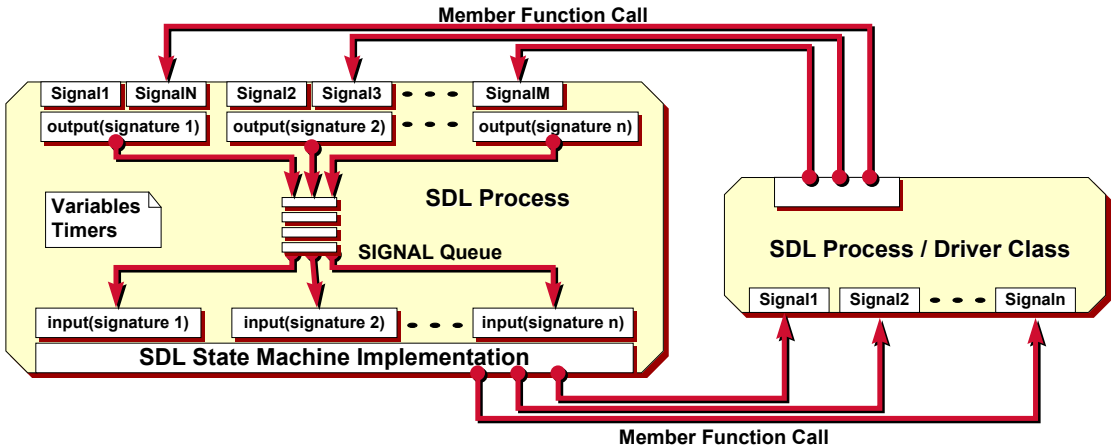 Member Function Call
Signal1 SignalN Signal2 Signal3 SignalM
output(signature 1) output(signature 2) output(signature n)
Variables
Timers
SDL Process
SIGNAL Queue
SDL Process / Driver Class
Signal1 Signal2 Signaln
input(signature 1) input(signature 2) input(signature n)
SDL State Machine Implementation
Member Function Call